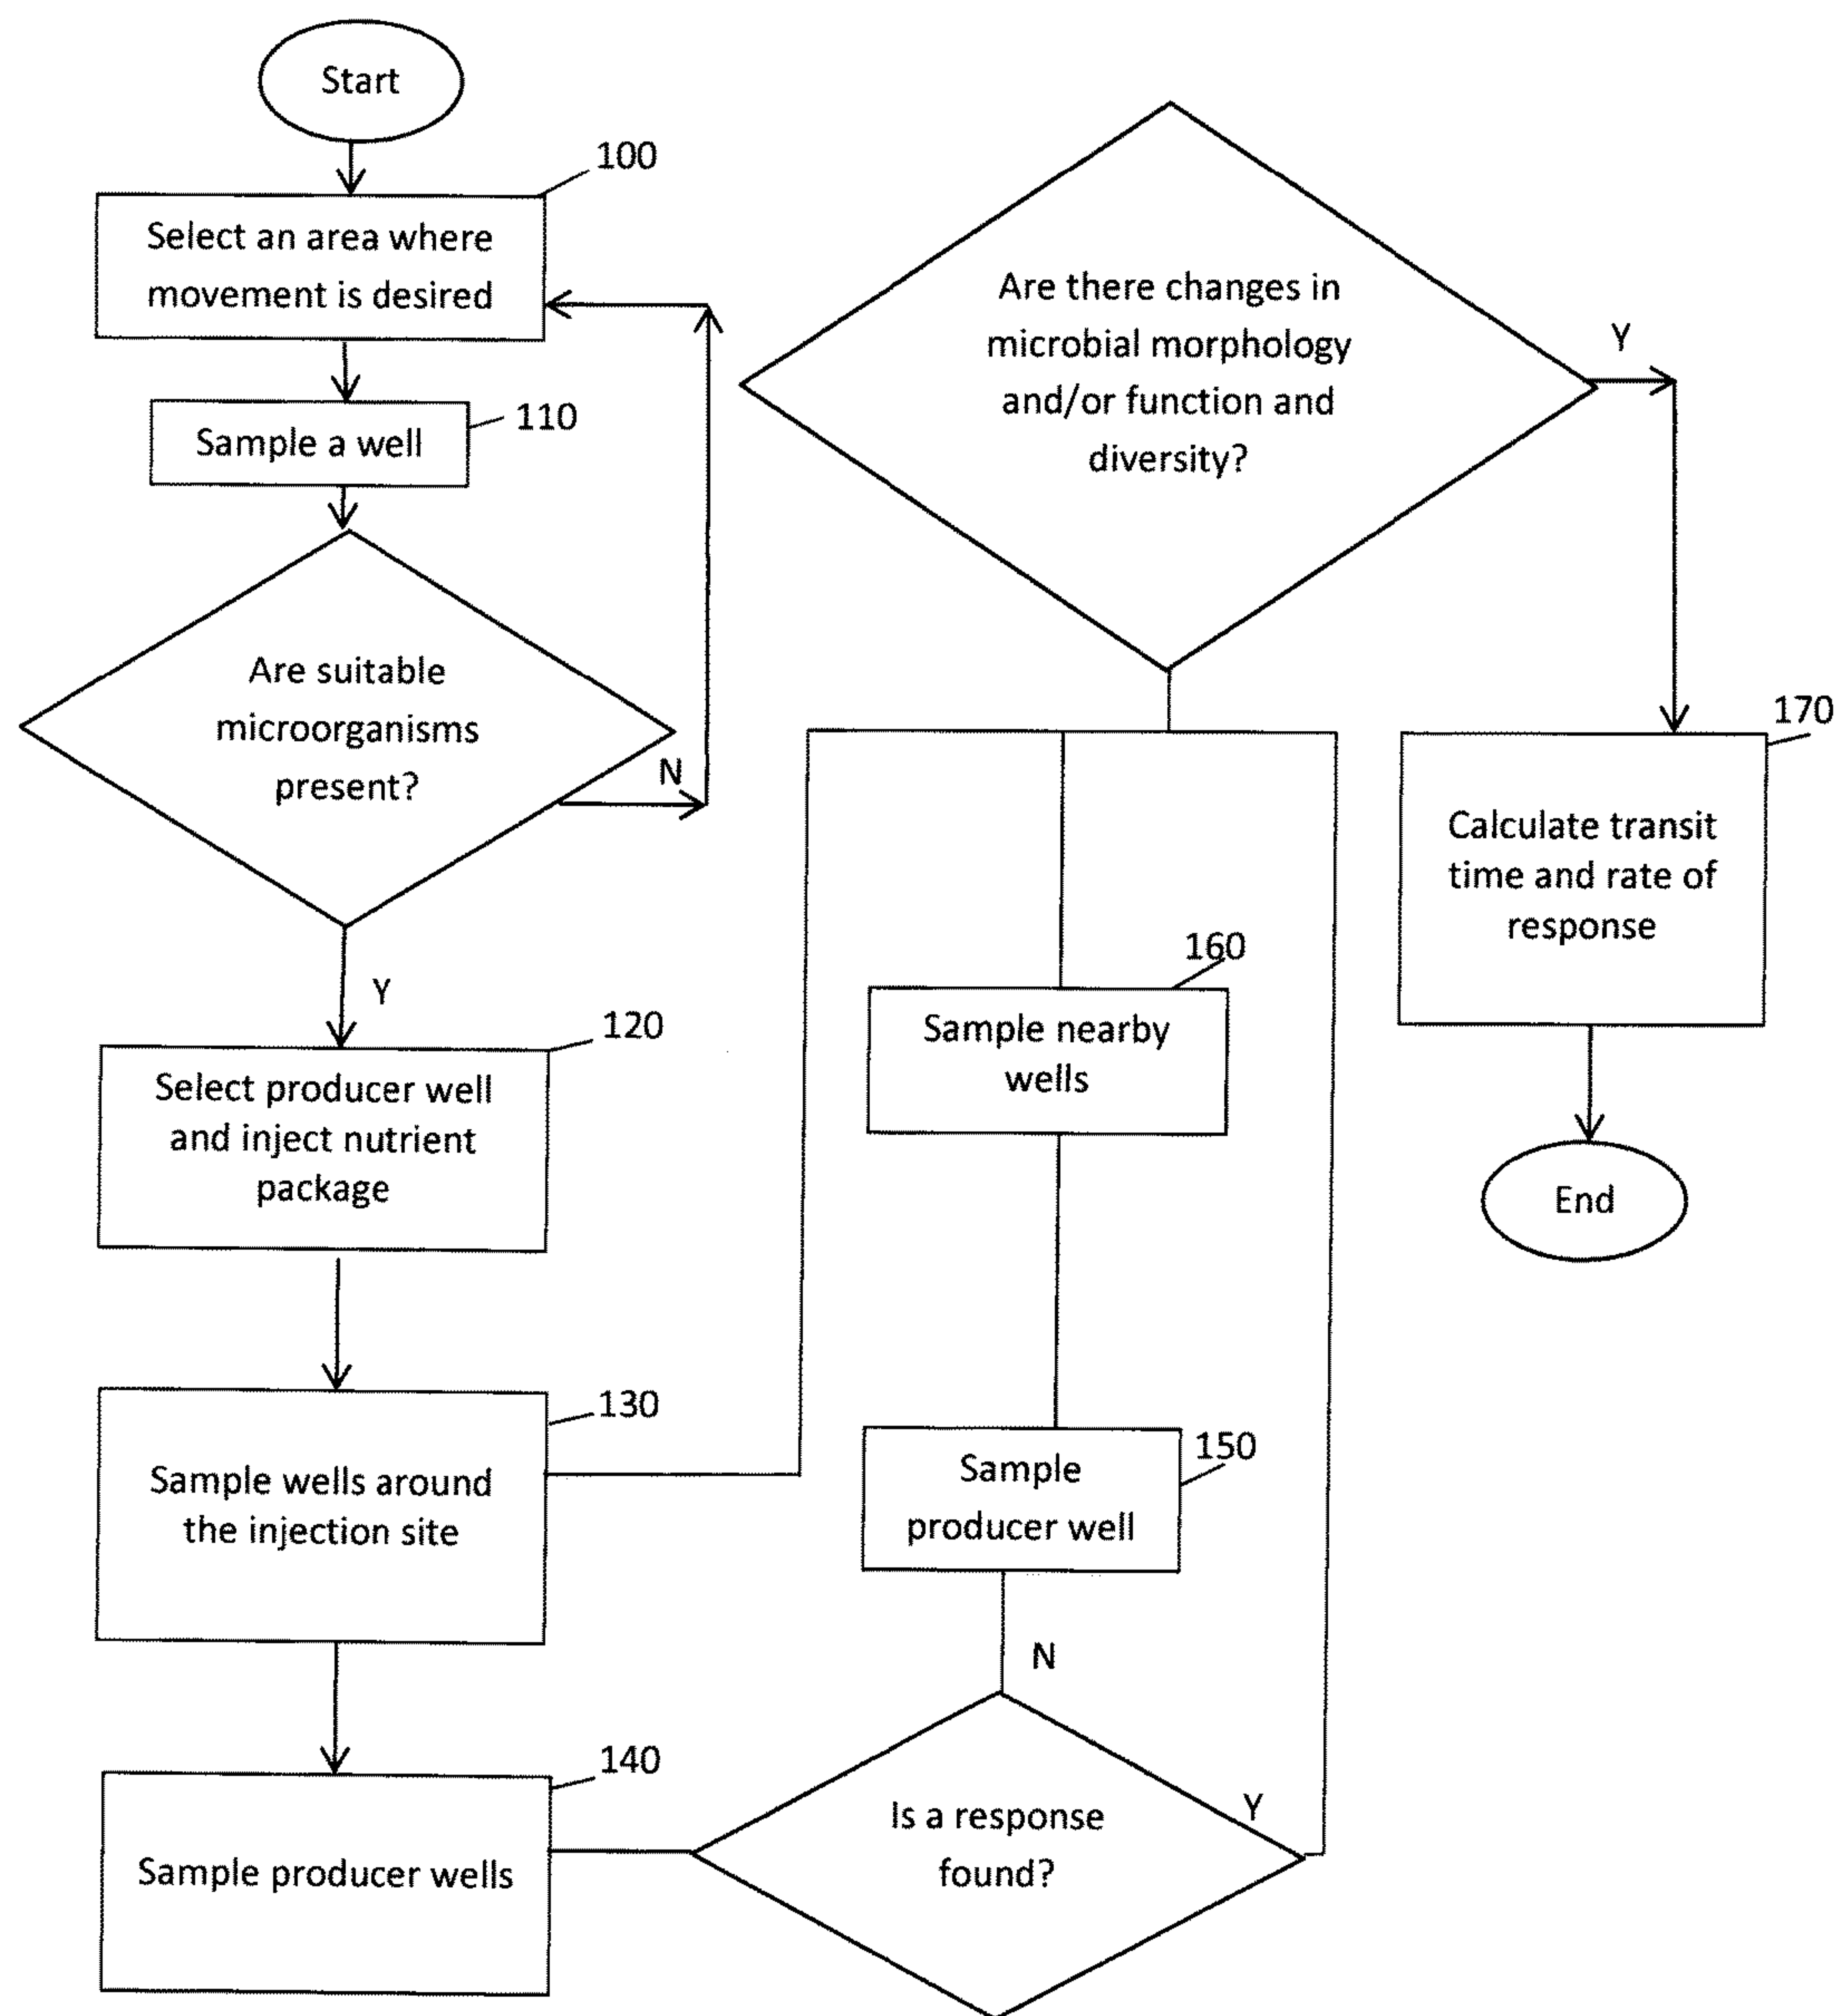 Start
100
Select an area where
movement is desired
110
Sample a well
Are suitable
microorganisms
present?
N
Y
120
Select producer well
and inject nutrient
package
130
Sample wells around
the injection site
140
Sample producer wells
Is a response
found?
Y
N
150
Sample
producer well
160
Sample nearby
wells
Are there changes in
microbial morphology
and/or function and
diversity?
Y
170
Calculate transit
time and rate of
response
End